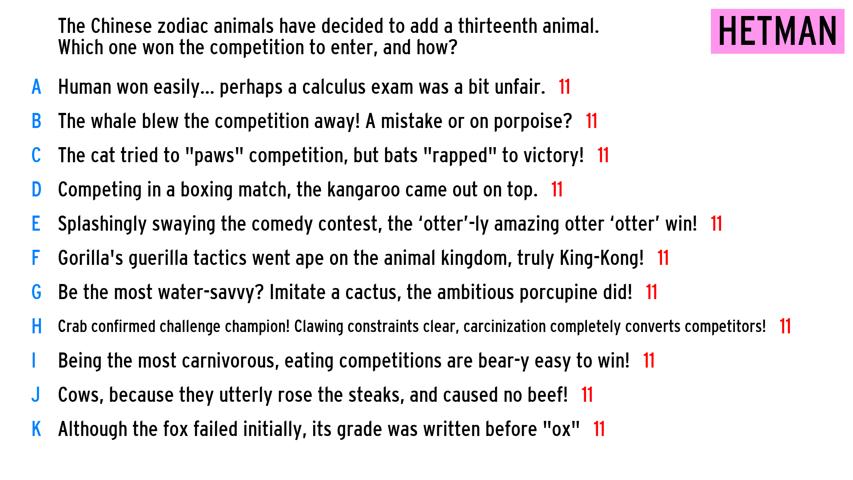 The Chinese zodiac animals have decided to add a thirteenth animal.
Which one won the competition to enter, and how?
HETMAN
A Human won easily... perhaps a calculus exam was a bit unfair. 11
B The whale blew the competition away! A mistake or on porpoise? 11
C The cat tried to "paws" competition, but bats "rapped" to victory! 11
D Competing in a boxing match, the kangaroo came out on top. 11
E Splashingly swaying the comedy contest, the ‘otter’-ly amazing otter ‘otter’ win! 11
F Gorilla's guerilla tactics went ape on the animal kingdom, truly King-Kong! 11
G Be the most water-savvy? Imitate a cactus, the ambitious porcupine did! 11
H Crab confirmed challenge champion! Clawing constraints clear, carcinization completely converts competitors! 11
I Being the most carnivorous, eating competitions are bear-y easy to win! 11
J Cows, because they utterly rose the steaks, and caused no beef! 11
K Although the fox failed initially, its grade was written before "ox" 11